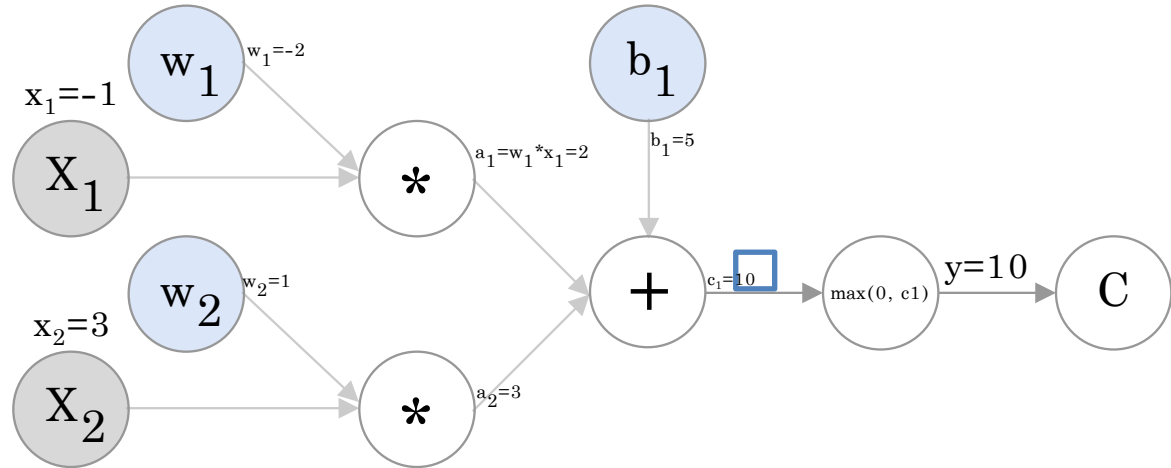 w₁
w₁=-2
b₁
x₁=-1
b₁=5
X₁
*
a₁=w₁*x₁=2
w₂
w₂=1
+
c₁=10
max(0, c1)
y=10
C
x₂=3
X₂
*
a₂=3